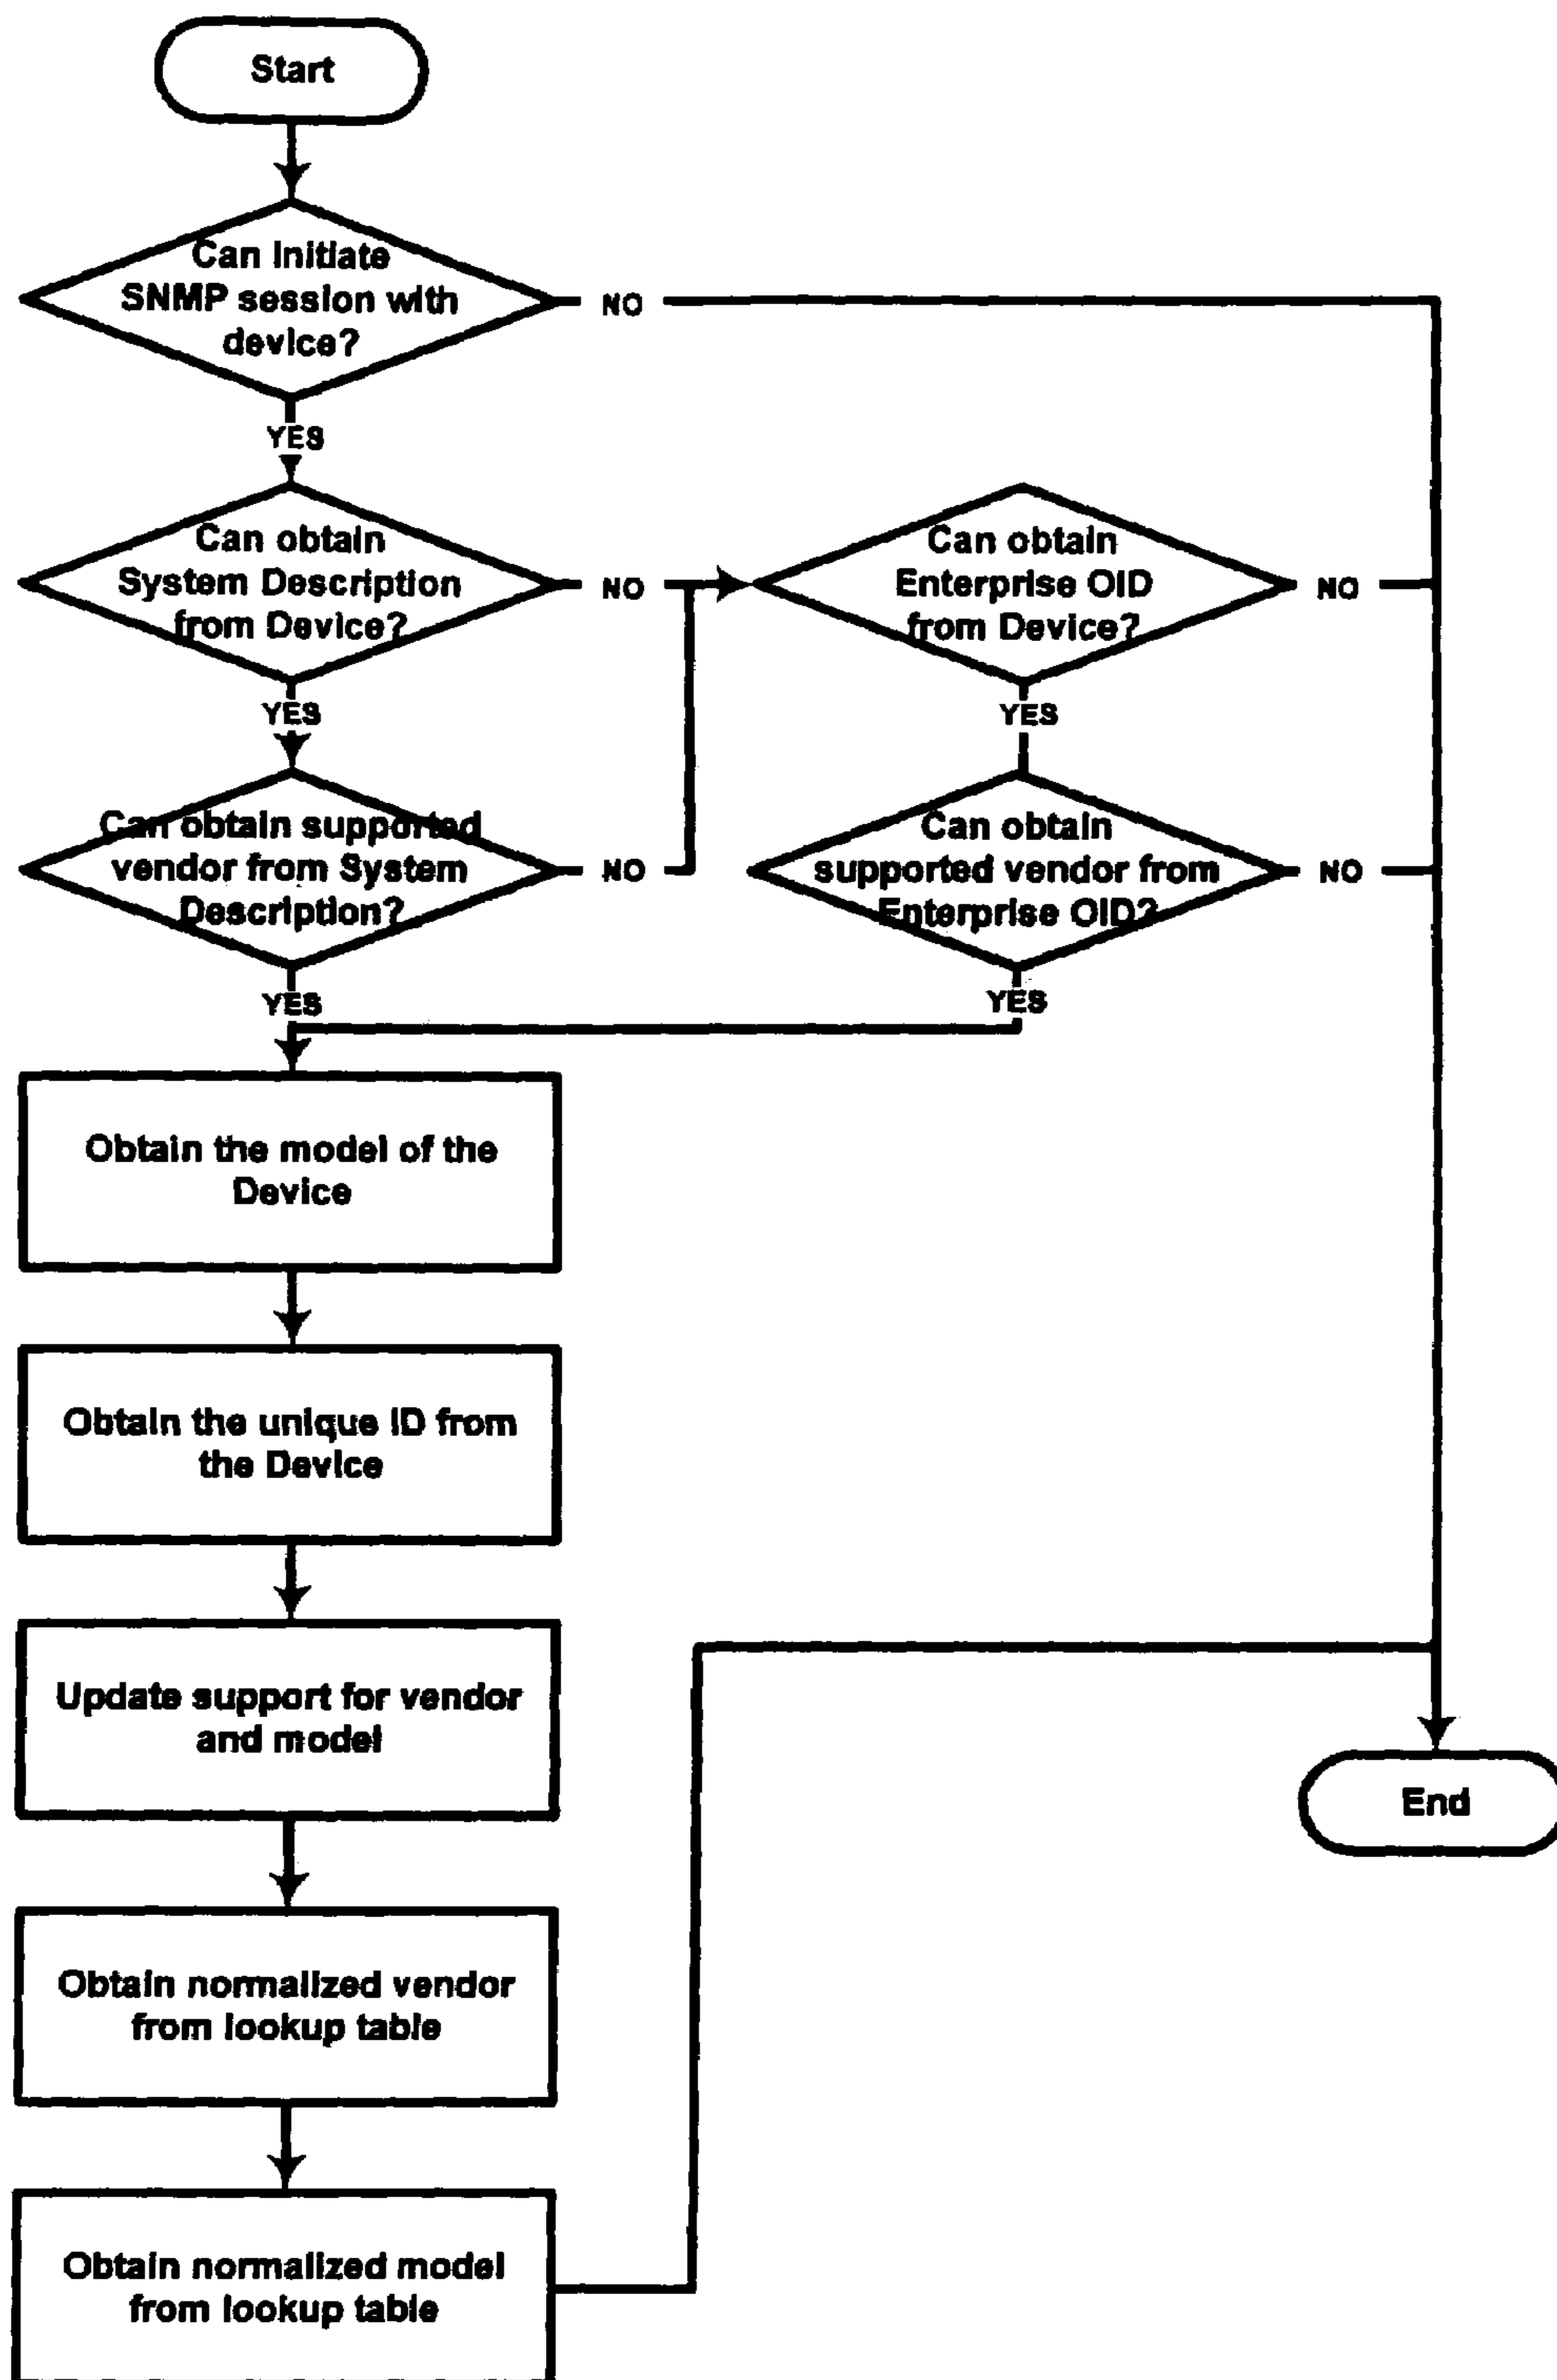 Start
Can Initiate
SNMP session with
device?
NO
YES
Can obtain
System Description
from Device?
NO
Can obtain
Enterprise OID
from Device?
NO
YES
YES
Can obtain supported
vendor from System
Description?
NO
Can obtain
supported vendor from
Enterprise OID?
NO
YES
YES
Obtain the model of the
Device
Obtain the unique ID from
the Device
Update support for vendor
and model
End
Obtain normalized vendor
from lookup table
Obtain normalized model
from lookup table